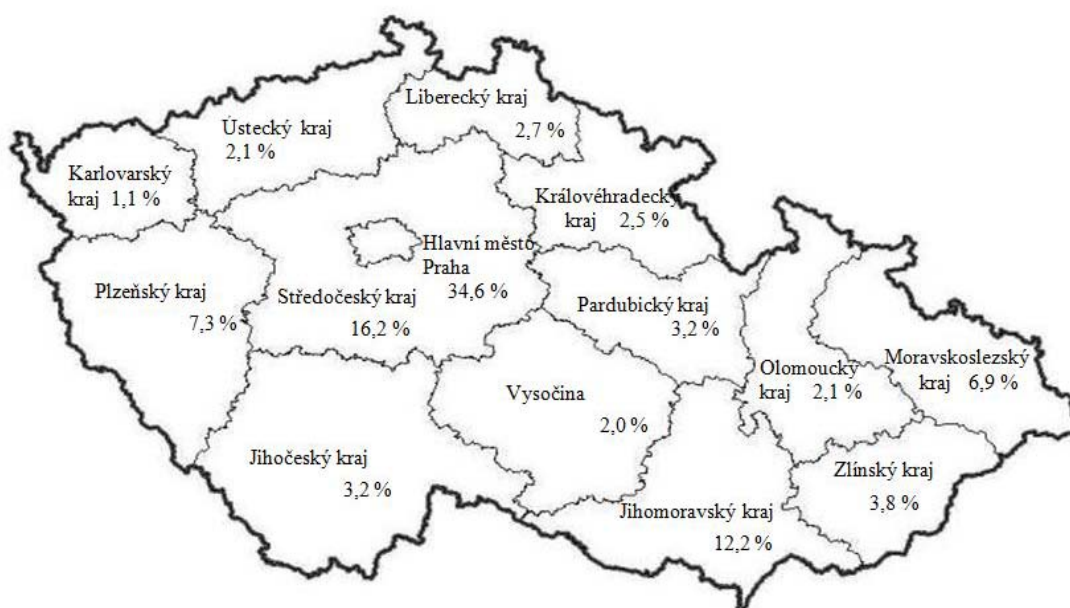 Liberecký kraj
2,7 %
Ústecký kraj
2,1 %
Karlovarský
kraj 1,1 %
Královéhradecký
kraj 2,5 %
Hlavní město
Praha
34,6 %
Plzeňský kraj
7,3 %
Středočeský kraj
16,2 %
Pardubický kraj
3,2 %
Olomoucký
kraj 2,1 %
Moravskoslezský
kraj 6,9 %
Vysočina
2,0 %
Jihočeský kraj
3,2 %
Zlínský kraj
3,8 %
Jihomoravský kraj
12,2 %